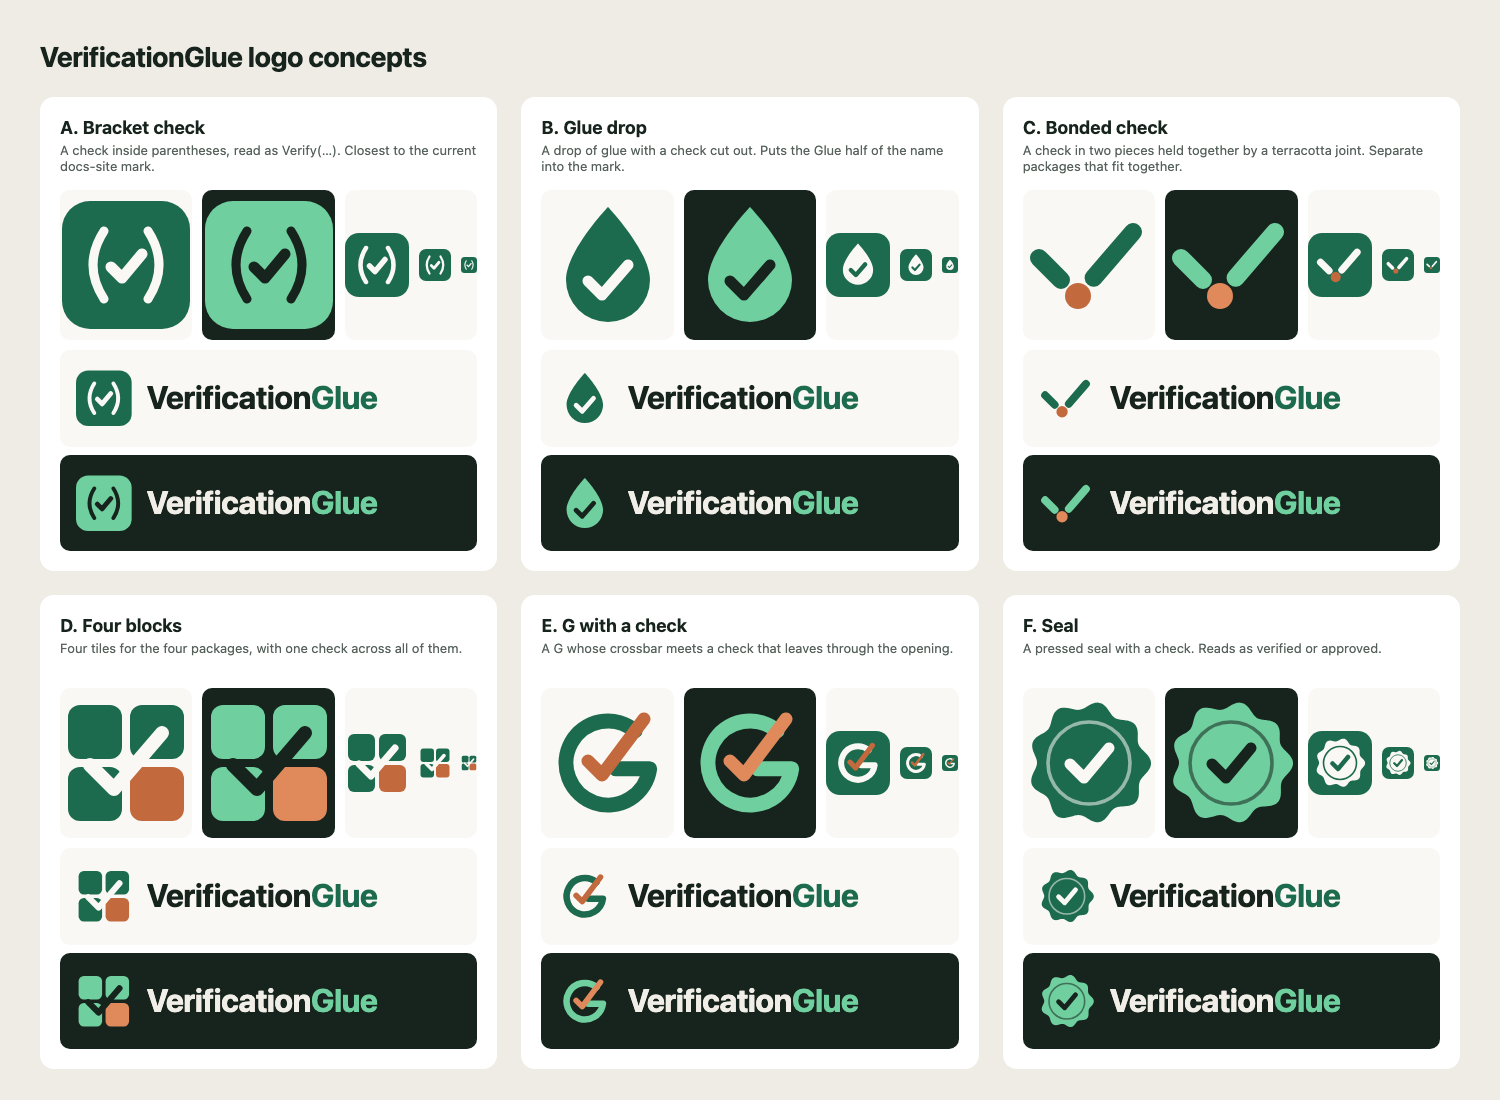 VerificationGlue logo concepts
A. Bracket check
A check inside parentheses, read as Verify(...). Closest to the current
docs-site mark.
VerificationGlue
VerificationGlue
B. Glue drop
A drop of glue with a check cut out. Puts the Glue half of the name
into the mark.
VerificationGlue
VerificationGlue
C. Bonded check
A check in two pieces held together by a terracotta joint. Separate
packages that fit together.
VerificationGlue
VerificationGlue
D. Four blocks
Four tiles for the four packages, with one check across all of them.
VerificationGlue
VerificationGlue
E. G with a check
A G whose crossbar meets a check that leaves through the opening.
VerificationGlue
VerificationGlue
F. Seal
A pressed seal with a check. Reads as verified or approved.
VerificationGlue
VerificationGlue